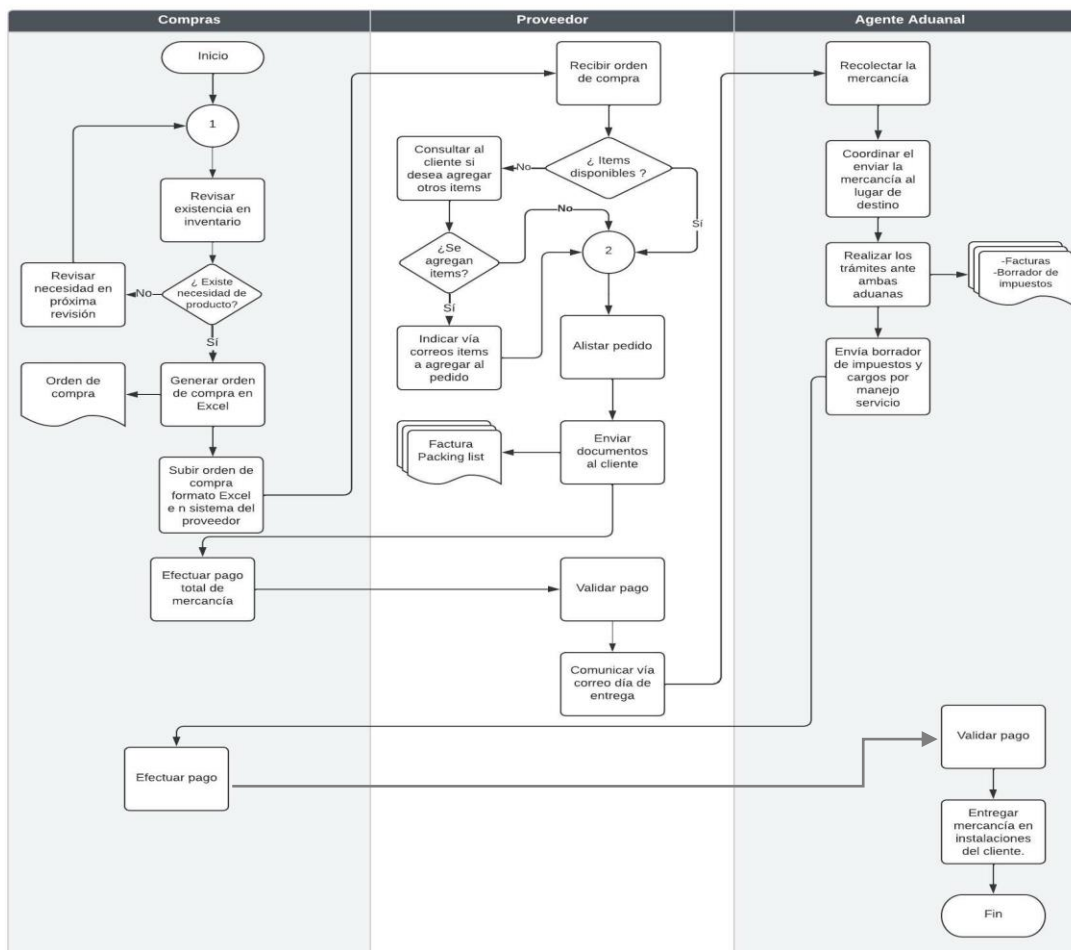 Compras
Proveedor
Agente Aduanal
Inicio
1
Revisar
existencia en
inventario
¿ Existe
necesidad de
producto?
No
Revisar
necesidad en
próxima
revisión
Sí
Generar orden
de compra en
Excel
Orden de
compra
Subir orden de
compra
formato Excel
e n sistema del
proveedor
Efectuar pago
total de
mercancía
Efectuar pago
Recibir orden
de compra
¿ Items
disponibles ?
No
Sí
Consultar al
cliente si
desea agregar
otros items
¿Se
agregan
items?
No
Sí
2
Indicar vía
correos items
a agregar al
pedido
Alistar pedido
Enviar
documentos
al cliente
Factura
Packing list
Validar pago
Comunicar vía
correo día de
entrega
Recolectar la
mercancía
Coordinar el
enviar la
mercancía al
lugar de
destino
Realizar los
trámites ante
ambas
aduanas
-Facturas
-Borrador de
impuestos
Envía borrador
de impuestos y
cargos por
manejo
servicio
Validar pago
Entregar
mercancía en
instalaciones
del cliente.
Fin